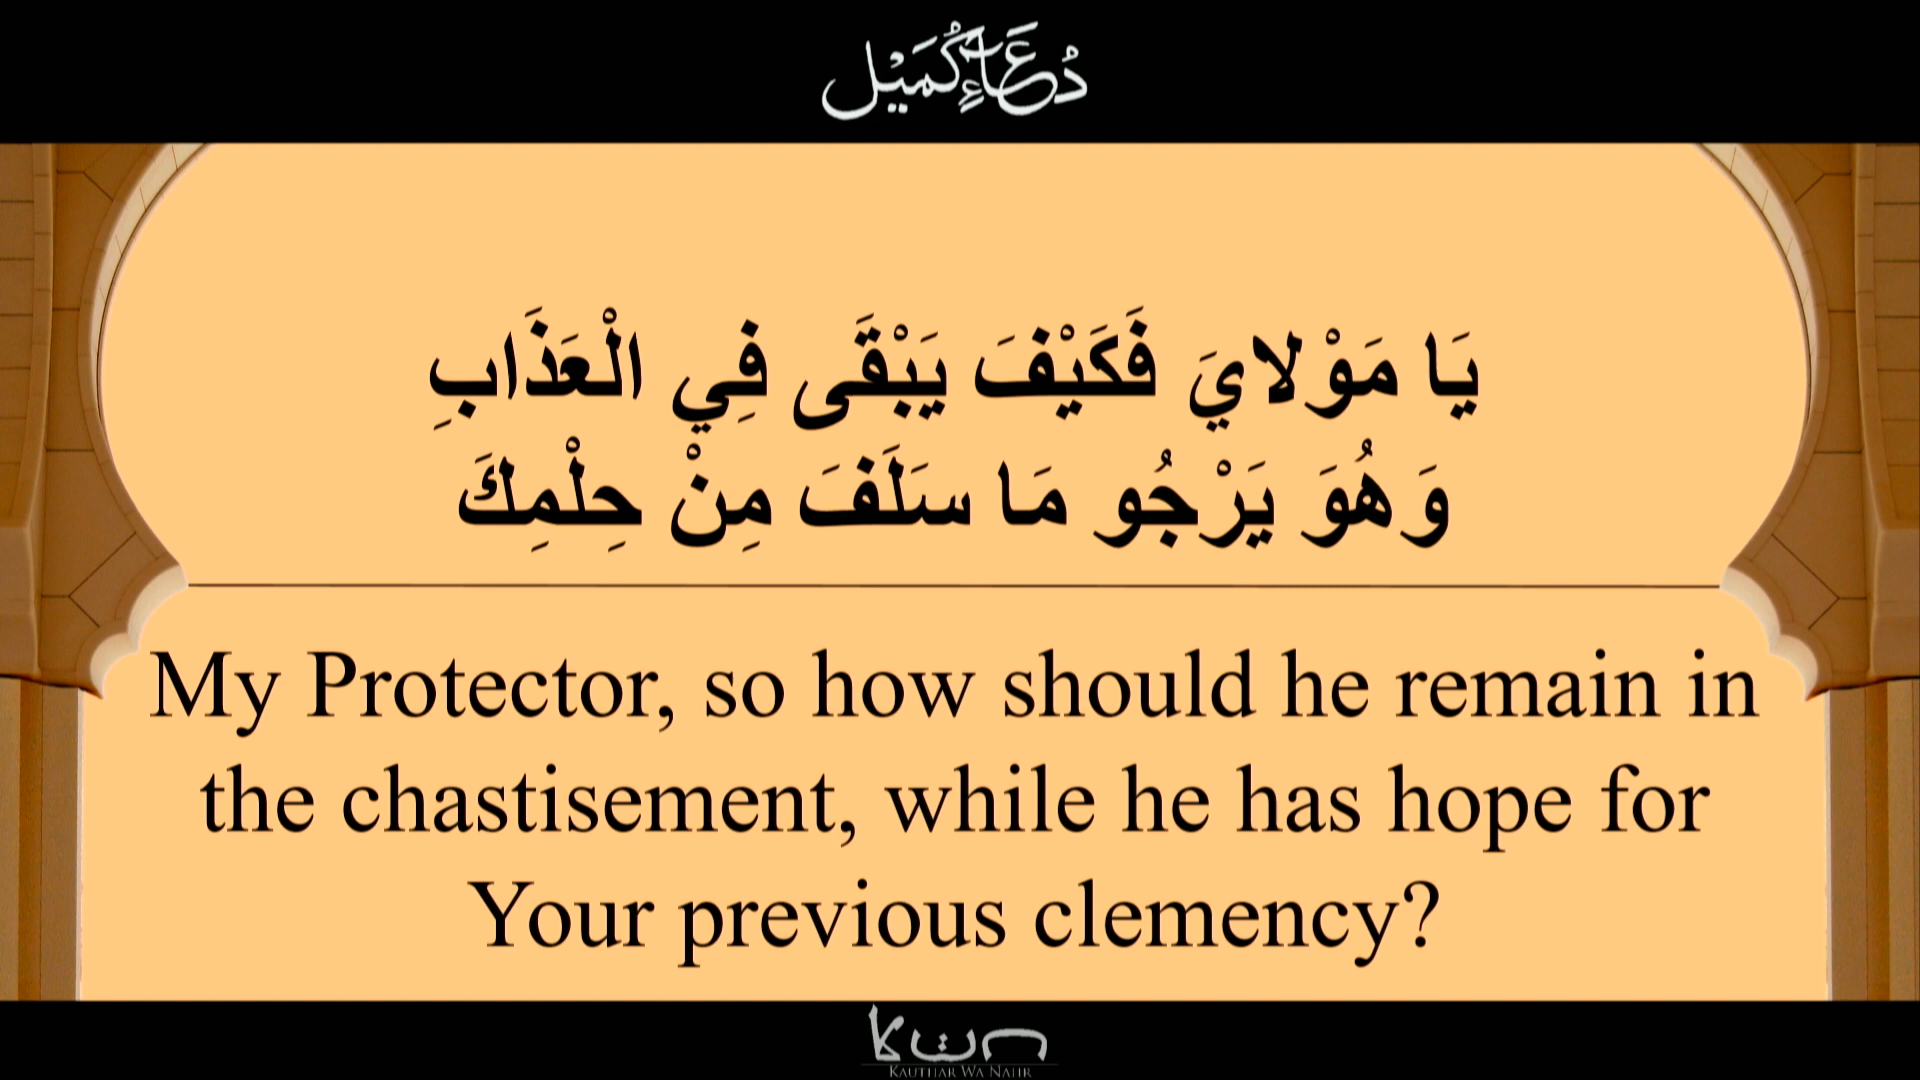 دُعَاءِ كُمَيْل
يَا مَوْلايَ فَكَيْفَ يَبْقَى فِي الْعَذَابِ
وَهُوَ يَرْجُو مَا سَلَفَ مِنْ حِلْمِكَ
My Protector, so how should he remain in
the chastisement, while he has hope for
Your previous clemency?
kwn
KAUTHAR WA NAHR